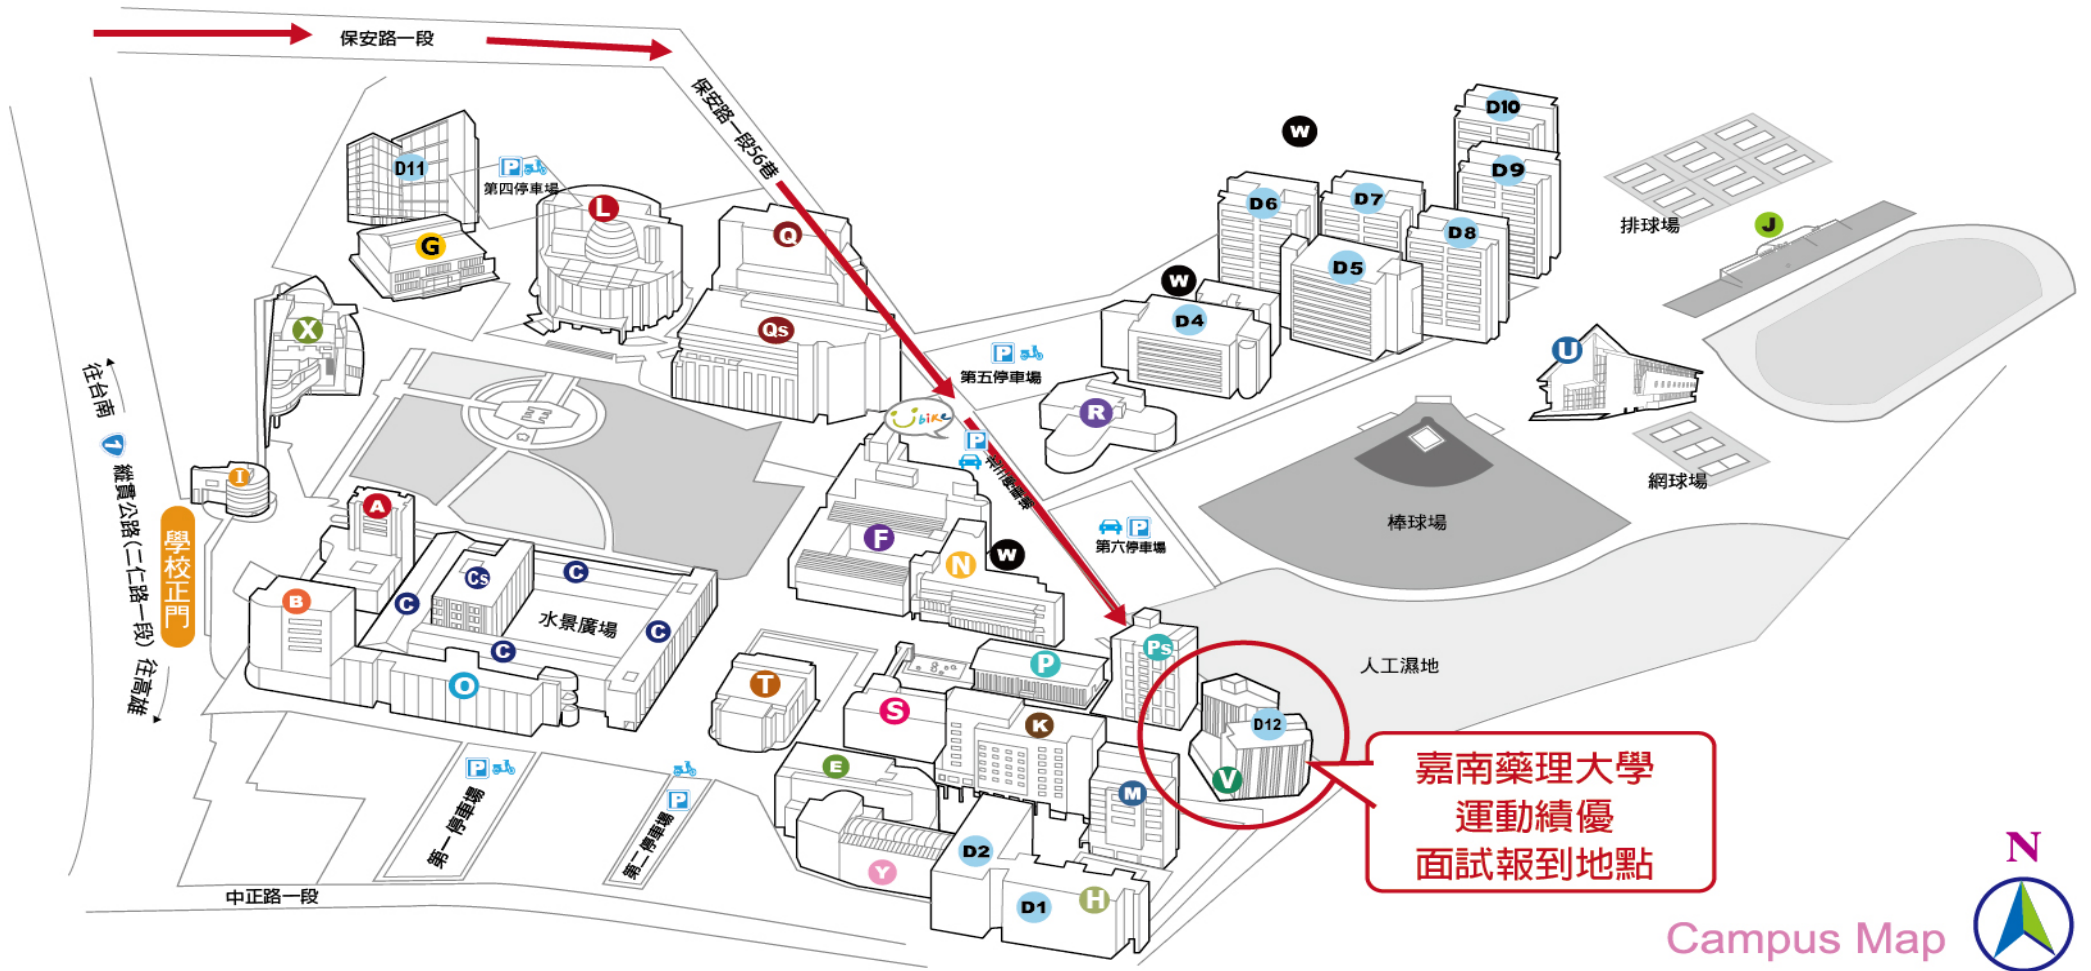 保安路一段
保安路一段56巷
D10
W
D11
第四停車場
D9
D6
D7
L
D8
排球場
J
Q
G
D5
W
X
Qs
D4
U
第五停車場
往台南
1
縱貫公路(二仁路一段)
往高雄
Ubike
R
I
網球場
A
棒球場
學校正門
F
第六停車場
N
W
Cs
C
B
C
水景廣場
C
C
Ps
P
人工濕地
O
T
S
K
D12
E
V
M
第一停車場
第二停車場
嘉南藥理大學
運動績優
面試報到地點
D2
Y
H
D1
中正路一段
N
Campus Map